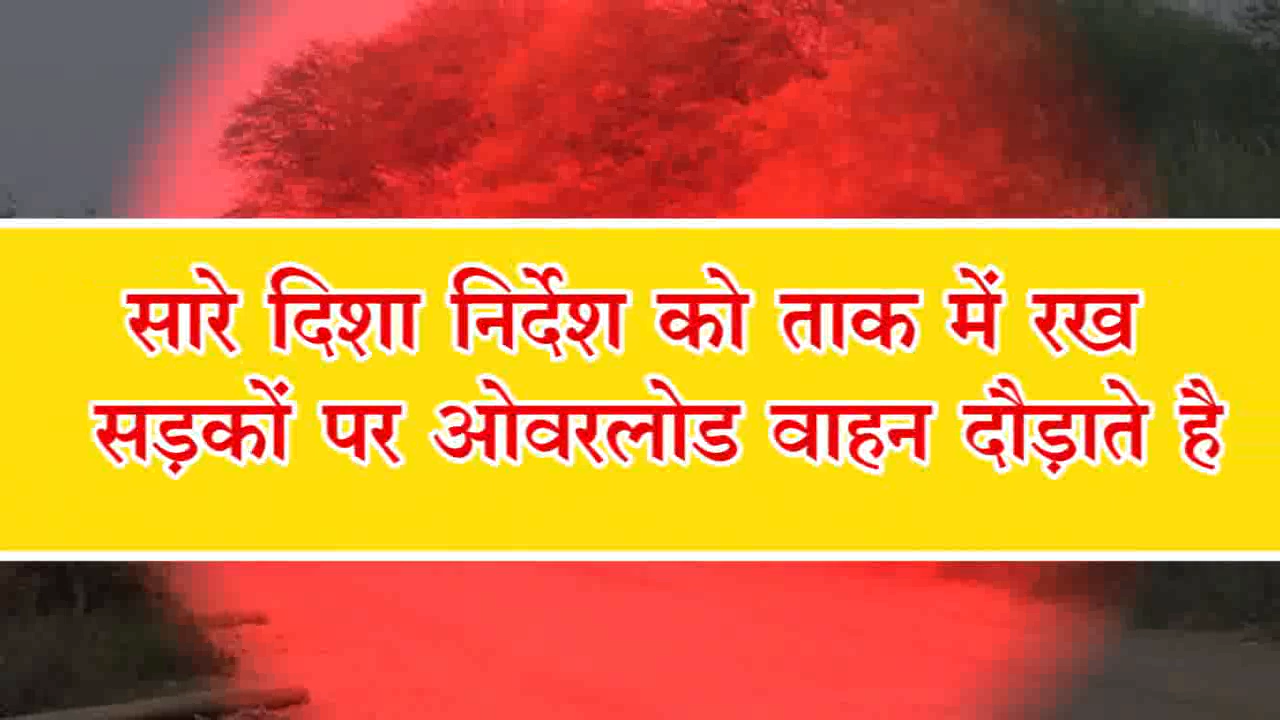 सारे दिशा निर्देश को ताक में रख
सड़कों पर ओवरलोड वाहन दौड़ाते है